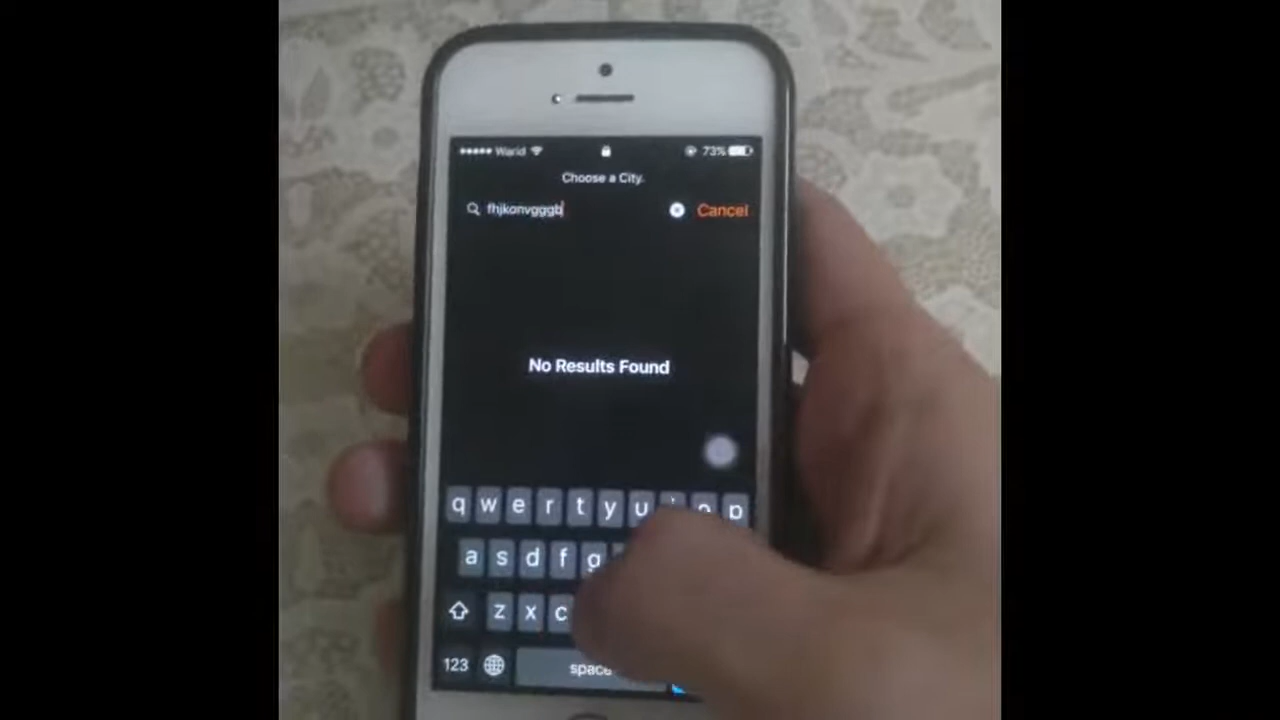 Warid 73%
Choose a City.
fhjkonvgggb Cancel
No Results Found
q w e r t y u o p
a s d f g
z x c
123 space